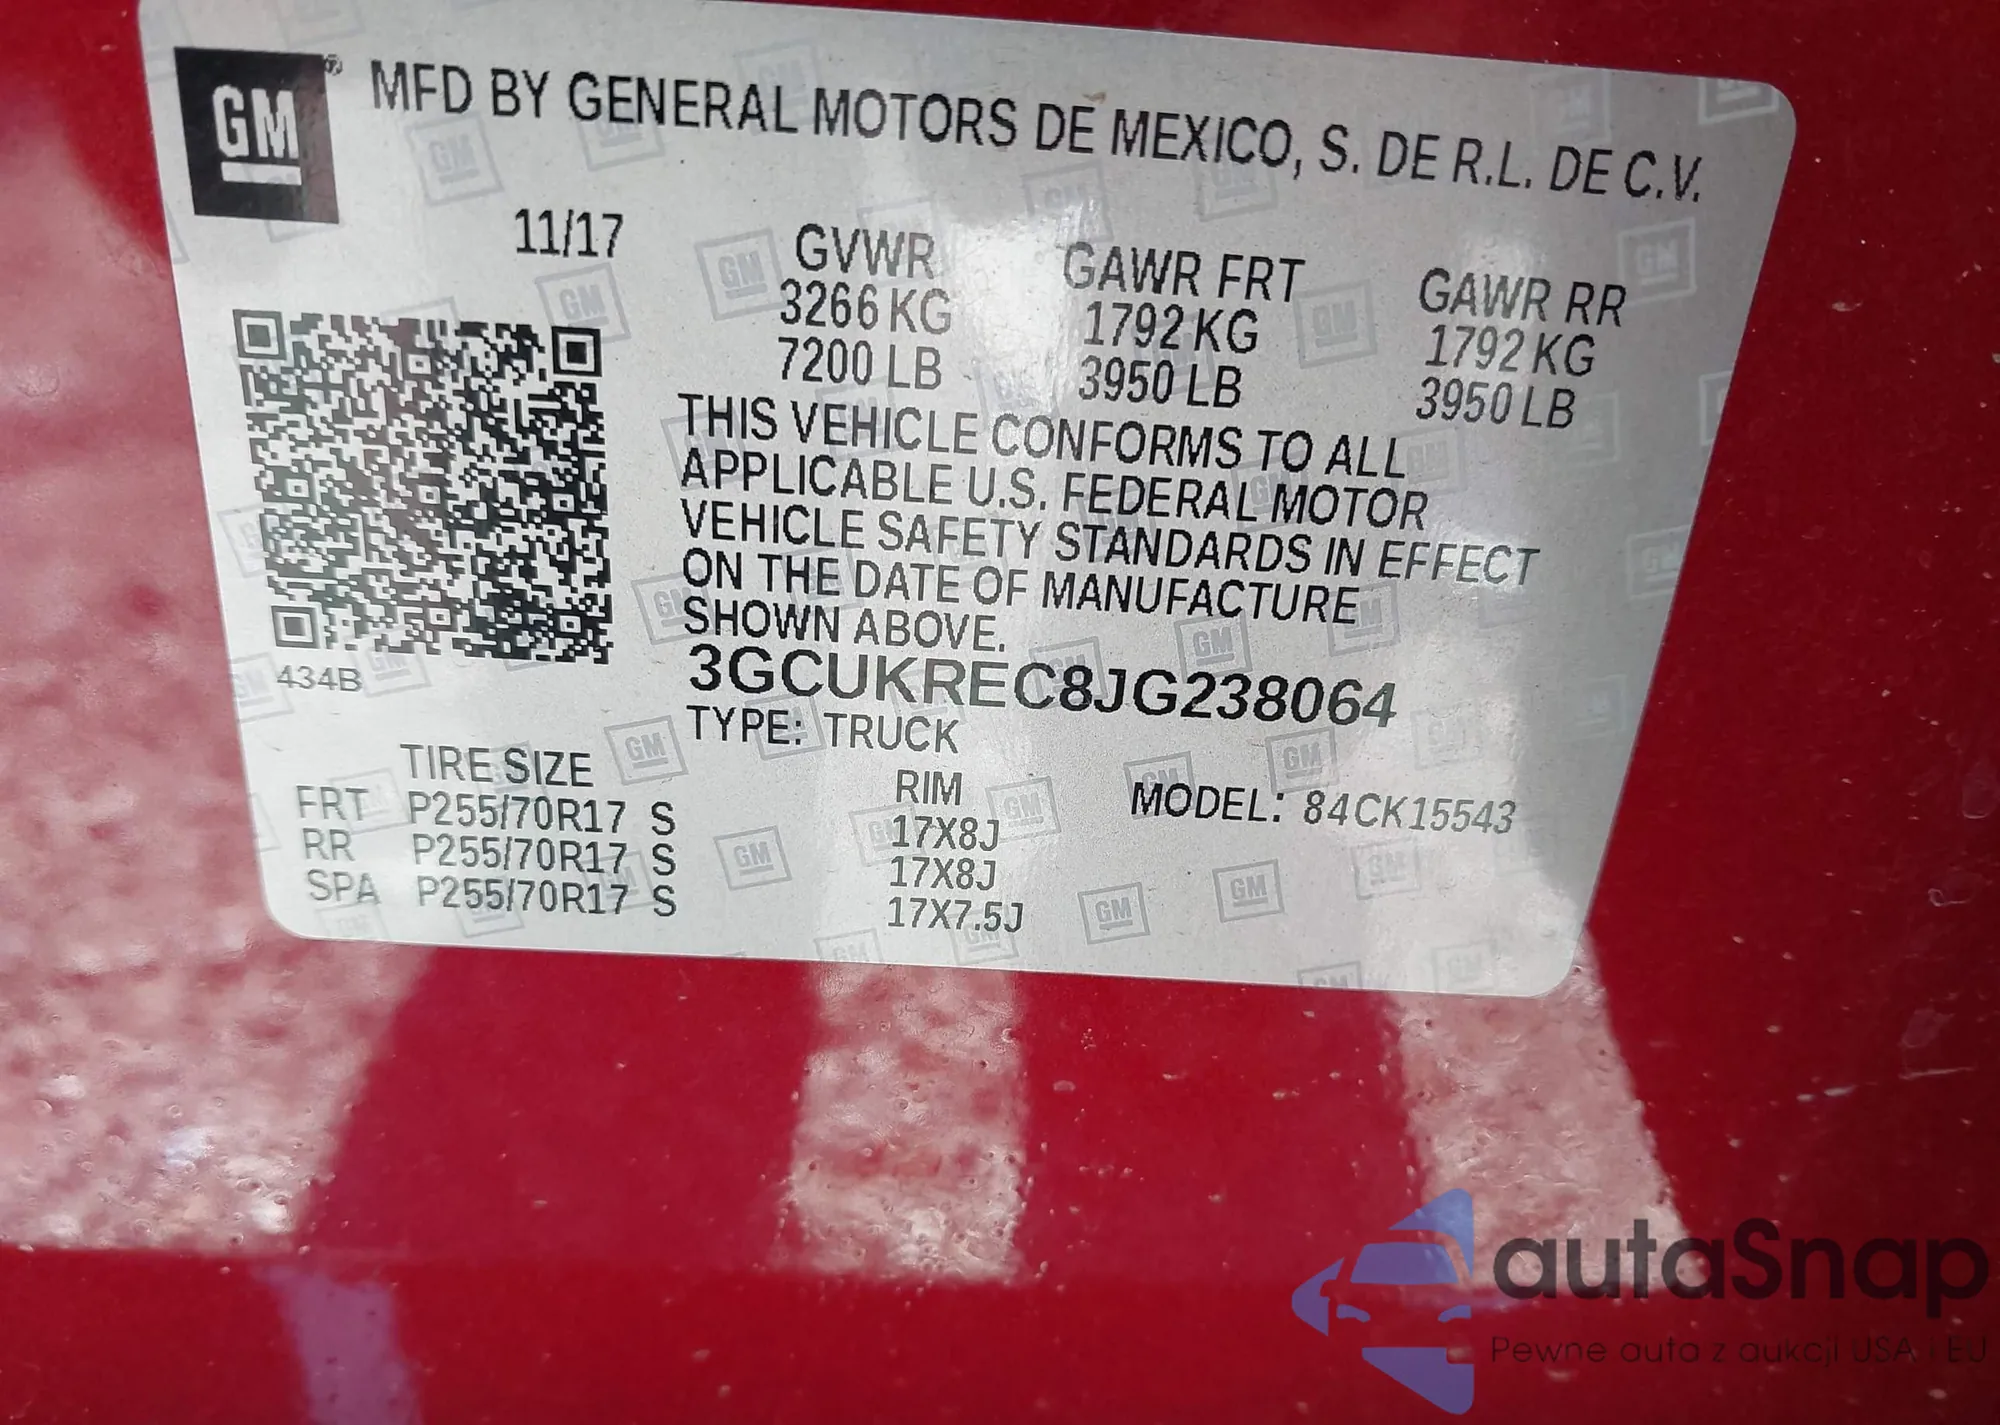 GM® MFD BY GENERAL MOTORS DE MEXICO, S. DE R.L. DE C.V.
11/17 GVWR GAWR FRT GAWR RR
3266 KG 1792 KG 1792 KG
7200 LB 3950 LB 3950 LB
THIS VEHICLE CONFORMS TO ALL
APPLICABLE U.S. FEDERAL MOTOR
VEHICLE SAFETY STANDARDS IN EFFECT
ON THE DATE OF MANUFACTURE
SHOWN ABOVE.
434B
3GCUKREC8JG238064
TYPE: TRUCK
TIRE SIZE RIM MODEL: 84CK15543
FRT P255/70R17 S 17X8J
RR P255/70R17 S 17X8J
SPA P255/70R17 S 17X7.5J
autaSnap
Pewne auta z aukcji USA i EU